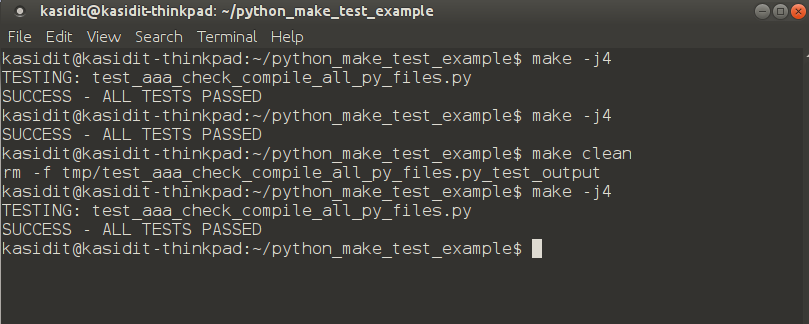 kasidit@kasidit-thinkpad: ~/python_make_test_example
File Edit View Search Terminal Help
kasidit@kasidit-thinkpad:~/python_make_test_example$ make -j4
TESTING: test_aaa_check_compile_all_py_files.py
SUCCESS - ALL TESTS PASSED
kasidit@kasidit-thinkpad:~/python_make_test_example$ make -j4
SUCCESS - ALL TESTS PASSED
kasidit@kasidit-thinkpad:~/python_make_test_example$ make clean
rm -f tmp/test_aaa_check_compile_all_py_files.py_test_output
kasidit@kasidit-thinkpad:~/python_make_test_example$ make -j4
TESTING: test_aaa_check_compile_all_py_files.py
SUCCESS - ALL TESTS PASSED
kasidit@kasidit-thinkpad:~/python_make_test_example$